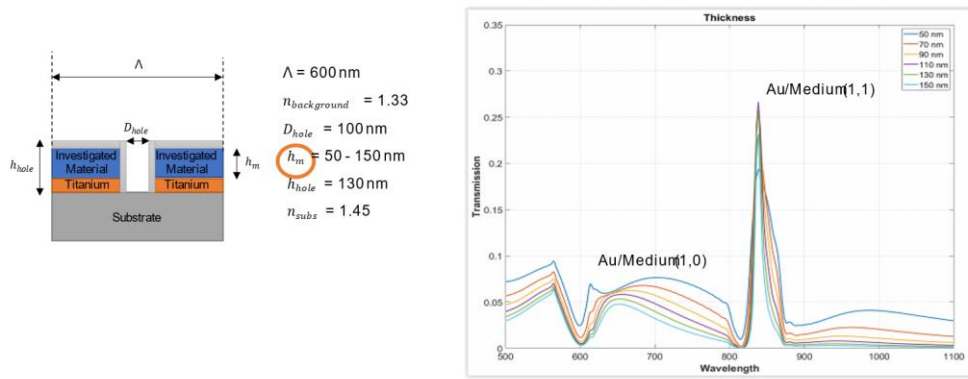 Λ
D_hole
h_hole
Investigated
Material
Investigated
Material
h_m
Titanium
Titanium
Substrate
Λ = 600 nm
n_background = 1.33
D_hole = 100 nm
h_m = 50 - 150 nm
h_hole = 130 nm
n_subs = 1.45
Thickness
0.35
0.3
0.25
0.2
0.15
0.1
0.05
0
Transmission
50 nm
70 nm
90 nm
110 nm
130 nm
150 nm
Au/Medium(1,1)
Au/Medium(1,0)
500
600
700
800
900
1000
1100
Wavelength